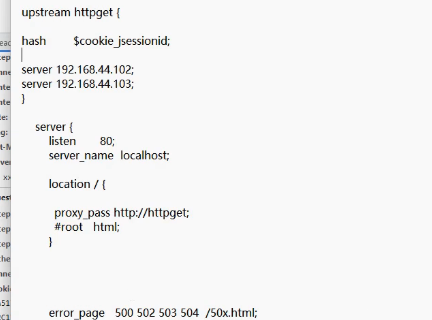 upstream httpget {
hash $cookie_jsessionid;
server 192.168.44.102;
server 192.168.44.103;
}
server {
listen 80;
server_name localhost;
location / {
proxy_pass http://httpget;
#root html;
}
error_page 500 502 503 504 /50x.html;